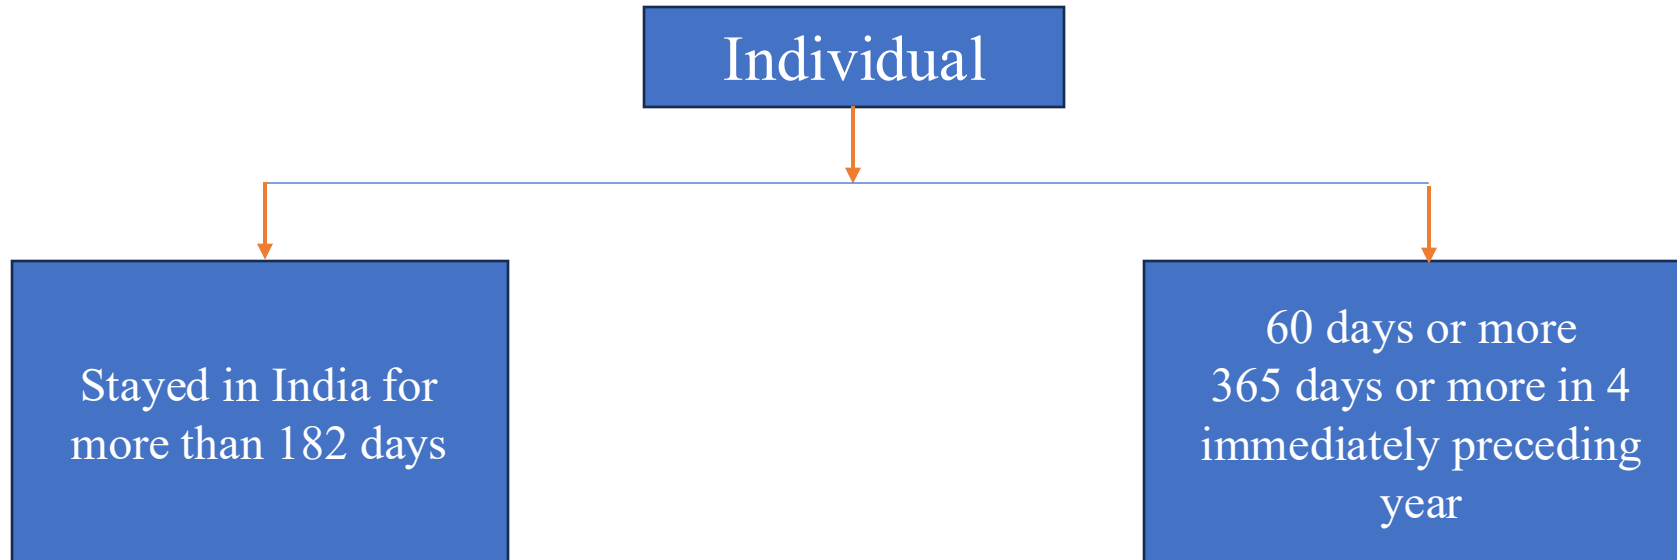 Individual
Stayed in India for
more than 182 days
60 days or more
365 days or more in 4
immediately preceding
year